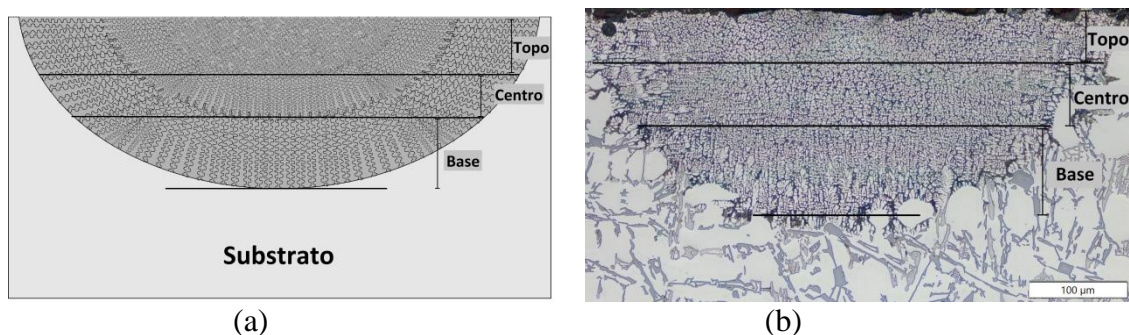 Topo
Centro
Base
Substrato
(a)
Topo
Centro
Base
100 µm
(b)